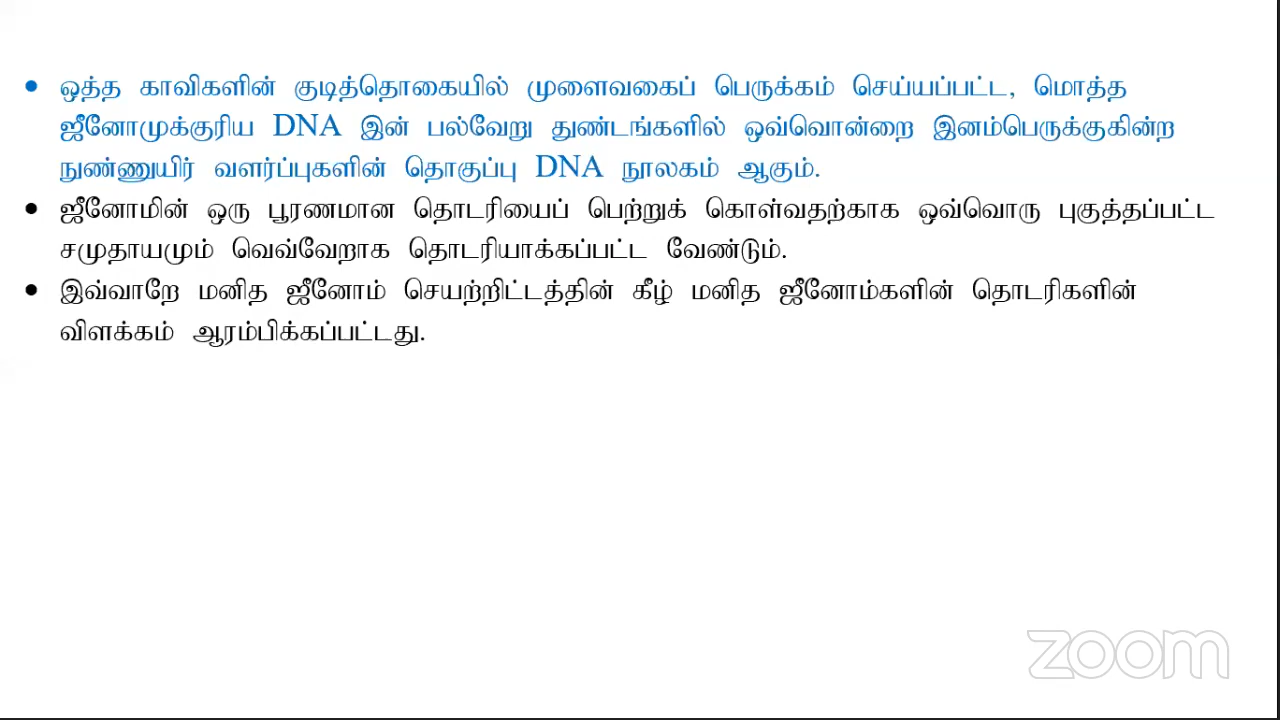 • ஒத்த காவிகளின் குடித்தொகையில் முளைவகைப் பெருக்கம் செய்யப்பட்ட, மொத்த
ஜீனோமுக்குரிய DNA இன் பல்வேறு துண்டங்களில் ஒவ்வொன்றை இனம்பெருக்குகின்ற
நுண்ணுயிர் வளர்ப்புகளின் தொகுப்பு DNA நூலகம் ஆகும்.
• ஜீனோமின் ஒரு பூரணமான தொடரியைப் பெற்றுக் கொள்வதற்காக ஒவ்வொரு புகுத்தப்பட்ட
சமுதாயமும் வெவ்வேறாக தொடரியாக்கப்பட்ட வேண்டும்.
• இவ்வாறே மனித ஜீனோம் செயற்றிட்டத்தின் கீழ் மனித ஜீனோம்களின் தொடரிகளின்
விளக்கம் ஆரம்பிக்கப்பட்டது.
zoom